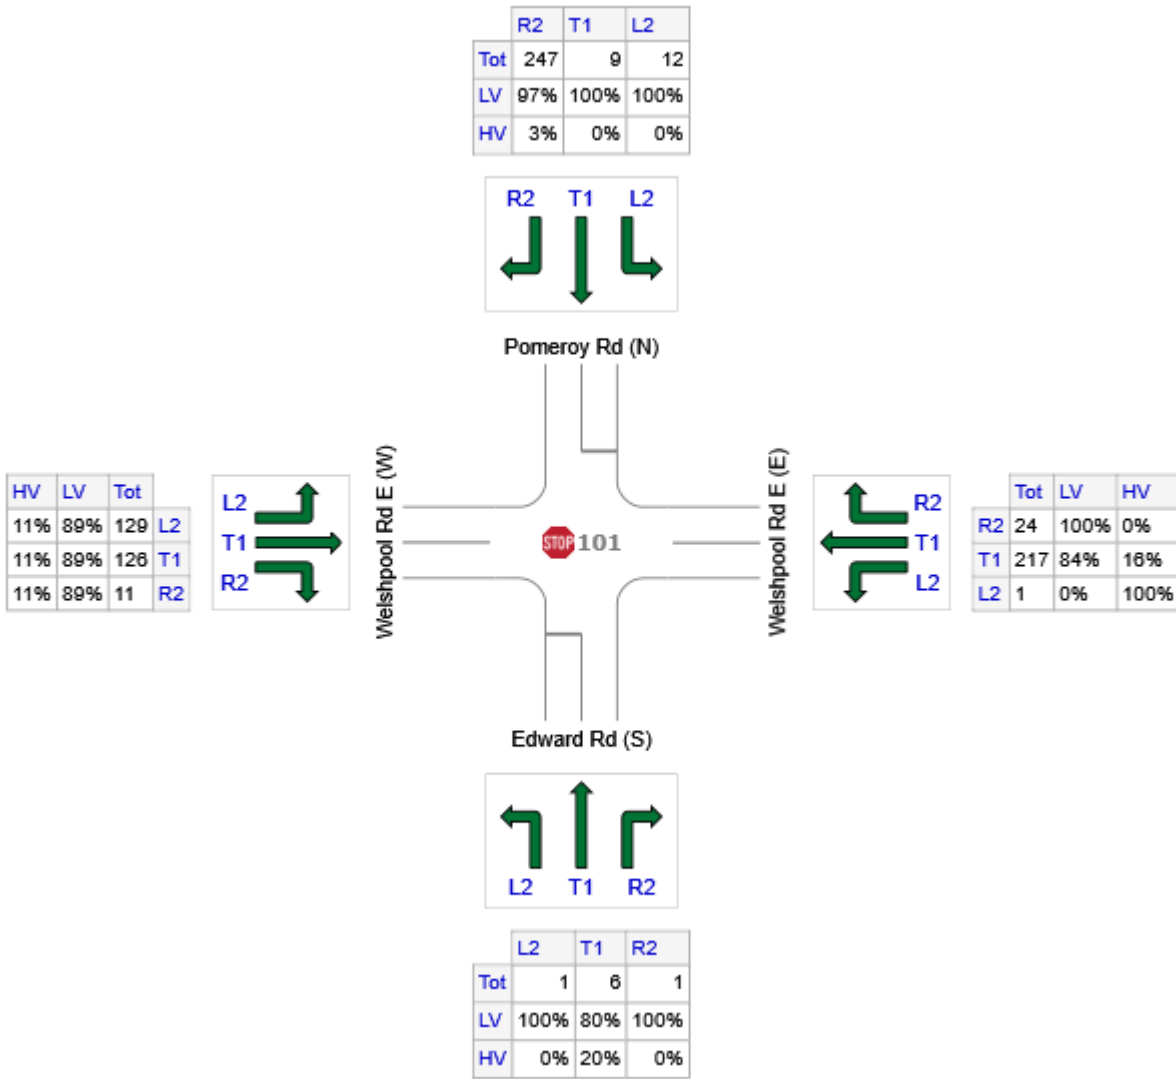 R2 T1 L2
Tot 247 9 12
LV 97% 100% 100%
HV 3% 0% 0%
R2 T1 L2
Pomeroy Rd (N)
HV LV Tot
11% 89% 129 L2
11% 89% 126 T1
11% 89% 11 R2
L2
T1
R2
Welshpool Rd E (W)
STOP 101
Welshpool Rd E (E)
R2
T1
L2
Tot LV HV
R2 24 100% 0%
T1 217 84% 16%
L2 1 0% 100%
Edward Rd (S)
L2 T1 R2
L2 T1 R2
Tot 1 6 1
LV 100% 80% 100%
HV 0% 20% 0%